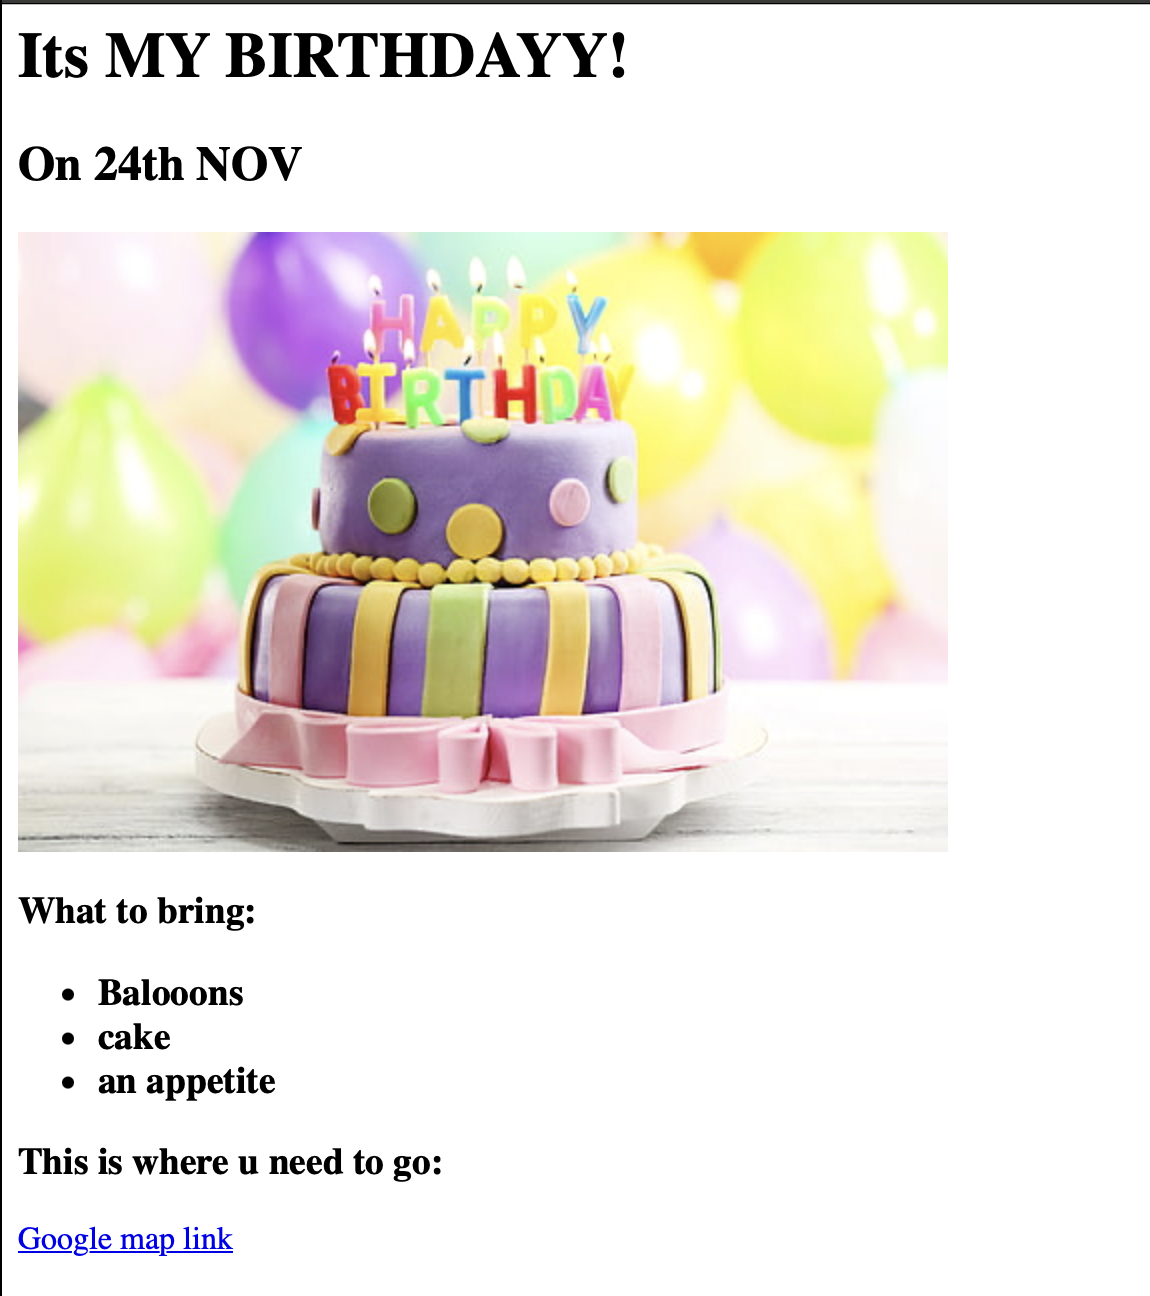 Its MY BIRTHDAYY!
On 24th NOV
HAPPY
BIRTHDAY
What to bring:
Balooons
cake
an appetite
This is where u need to go:
Google map link